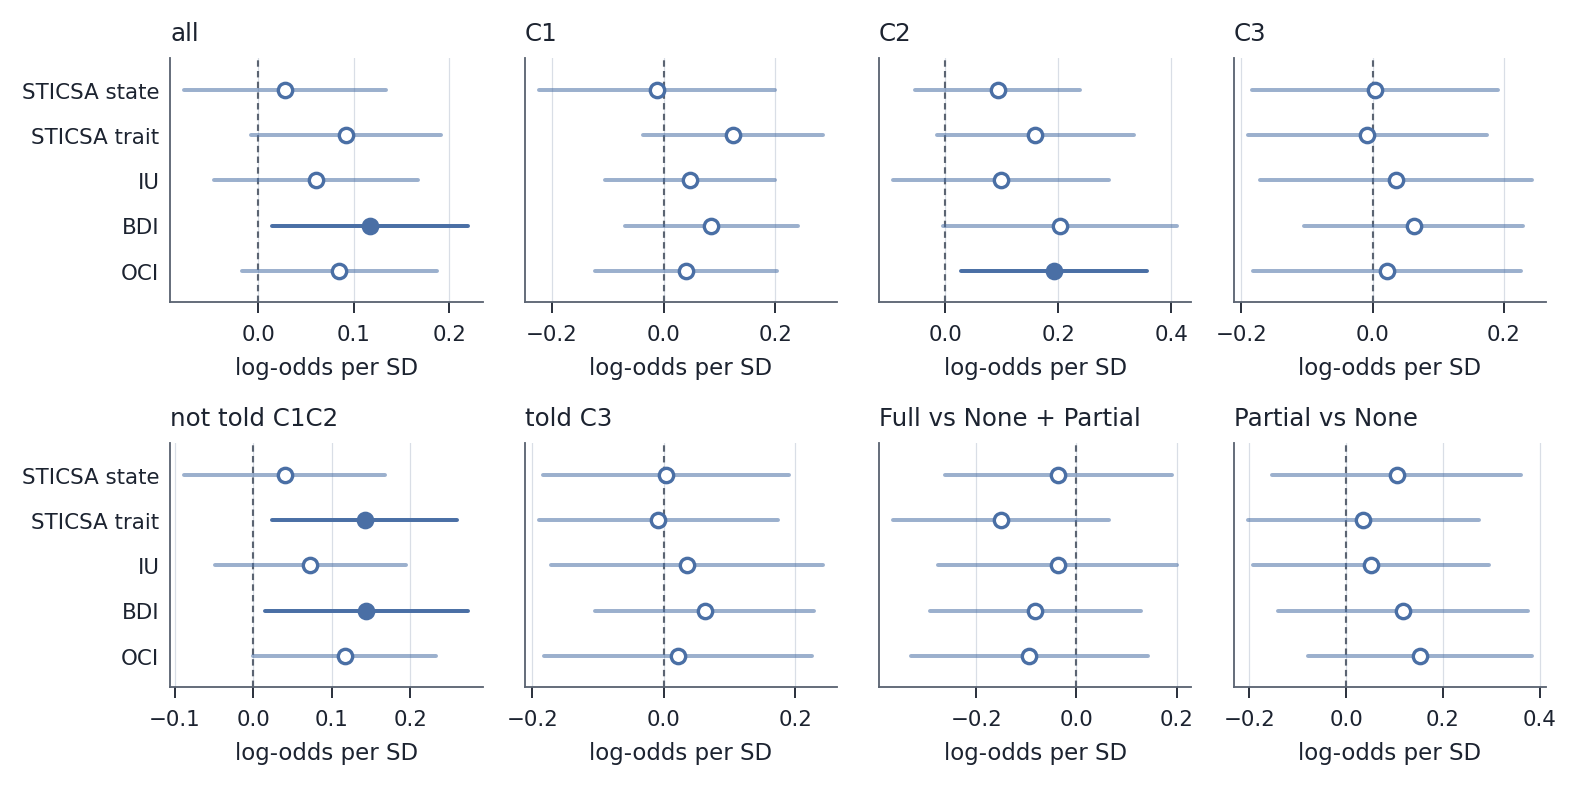 all
C1
C2
C3
STICSA state
STICSA trait
IU
BDI
OCI
0.0 0.1 0.2
−0.2 0.0 0.2
0.0 0.2 0.4
−0.2 0.0 0.2
log-odds per SD
log-odds per SD
log-odds per SD
log-odds per SD
not told C1C2
told C3
Full vs None + Partial
Partial vs None
STICSA state
STICSA trait
IU
BDI
OCI
−0.1 0.0 0.1 0.2
−0.2 0.0 0.2
−0.2 0.0 0.2
−0.2 0.0 0.2 0.4
log-odds per SD
log-odds per SD
log-odds per SD
log-odds per SD